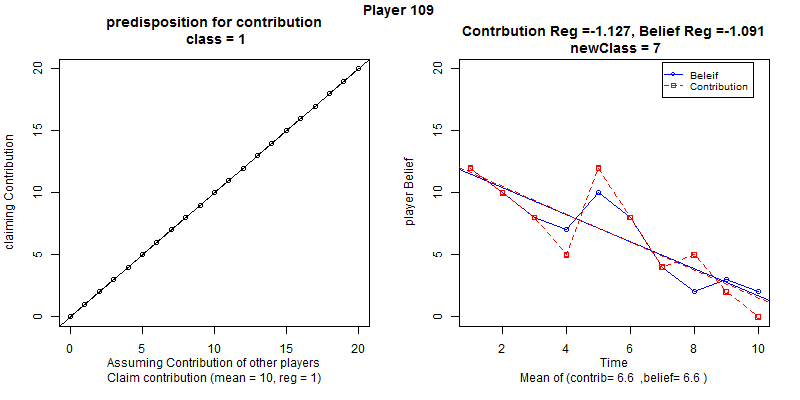 Player 109
predisposition for contribution
class = 1
claiming Contribution
20
15
10
5
0
0 5 10 15 20
Assuming Contribution of other players
Claim contribution (mean = 10, reg = 1)
Contrbution Reg =-1.127, Belief Reg =-1.091
newClass = 7
Beleif
Contribution
player Belief
20
15
10
5
0
2 4 6 8 10
Time
Mean of (contrib= 6.6 ,belief= 6.6 )